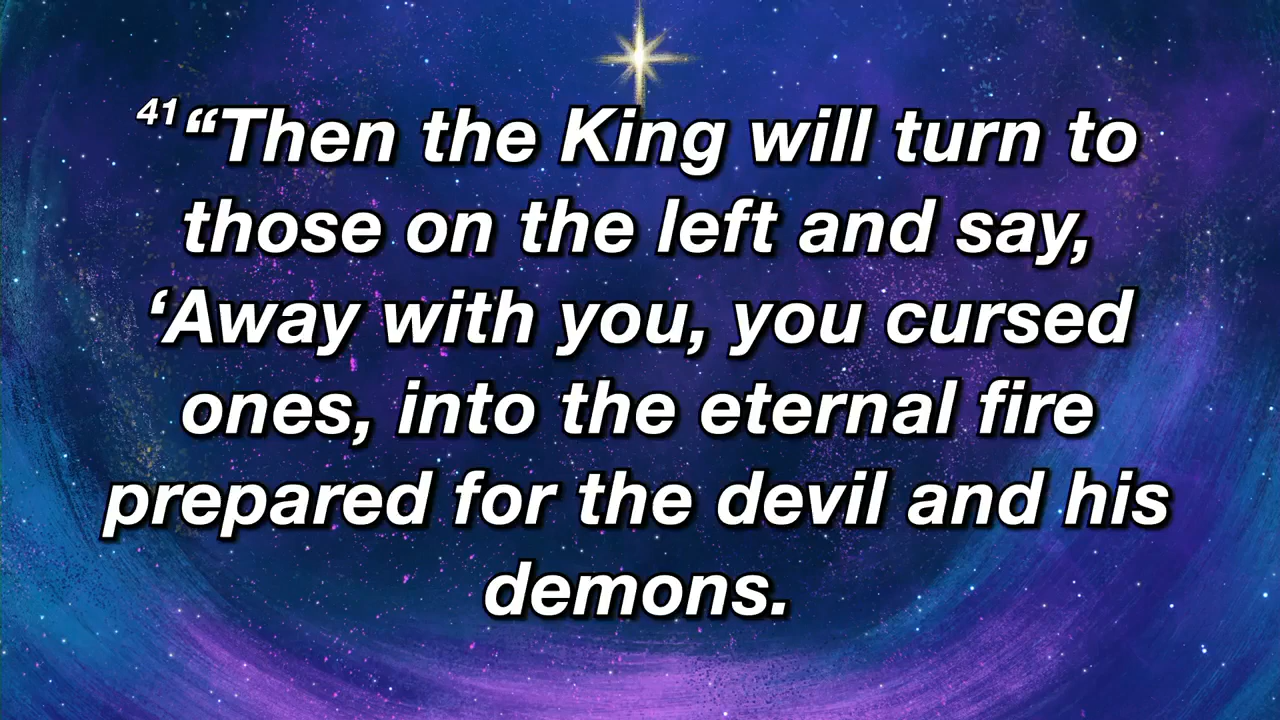 41 “Then the King will turn to
those on the left and say,
‘Away with you, you cursed
ones, into the eternal fire
prepared for the devil and his
demons.